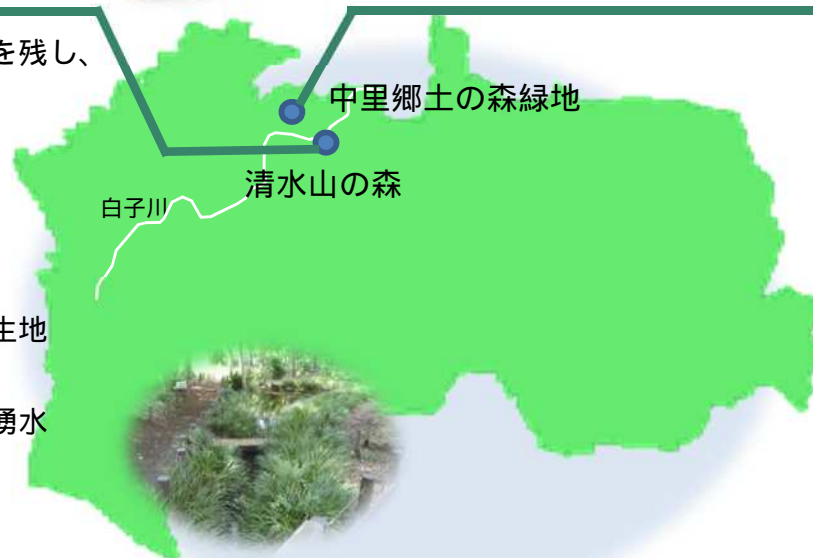 を残し、
中里郷土の森緑地
清水山の森
白子川
生地
湧水